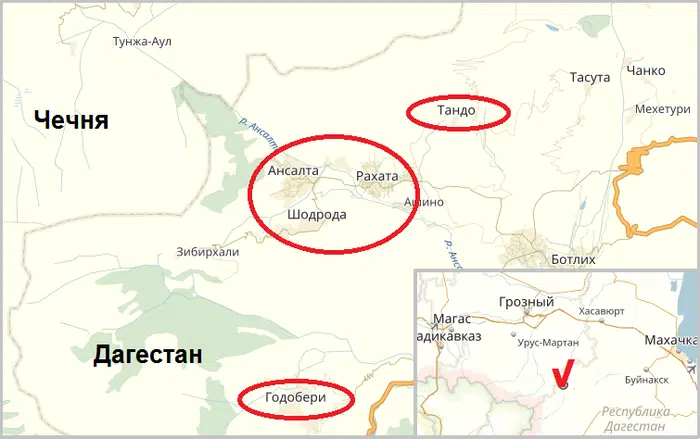 Тунжа-Аул
Чечня
р. Ансалта
Тандо
Тасута
Чанко
Мехетури
Ансалта
Рахата
Шодрода
Ашино
Зибирхали
р. Ансал
Ботлих
Дагестан
Годобери
Грозный
Хасавюрт
Магас
адикавказ
Урус-Мартан
Махачка
Буйнакск
Республика
Дагестан
V